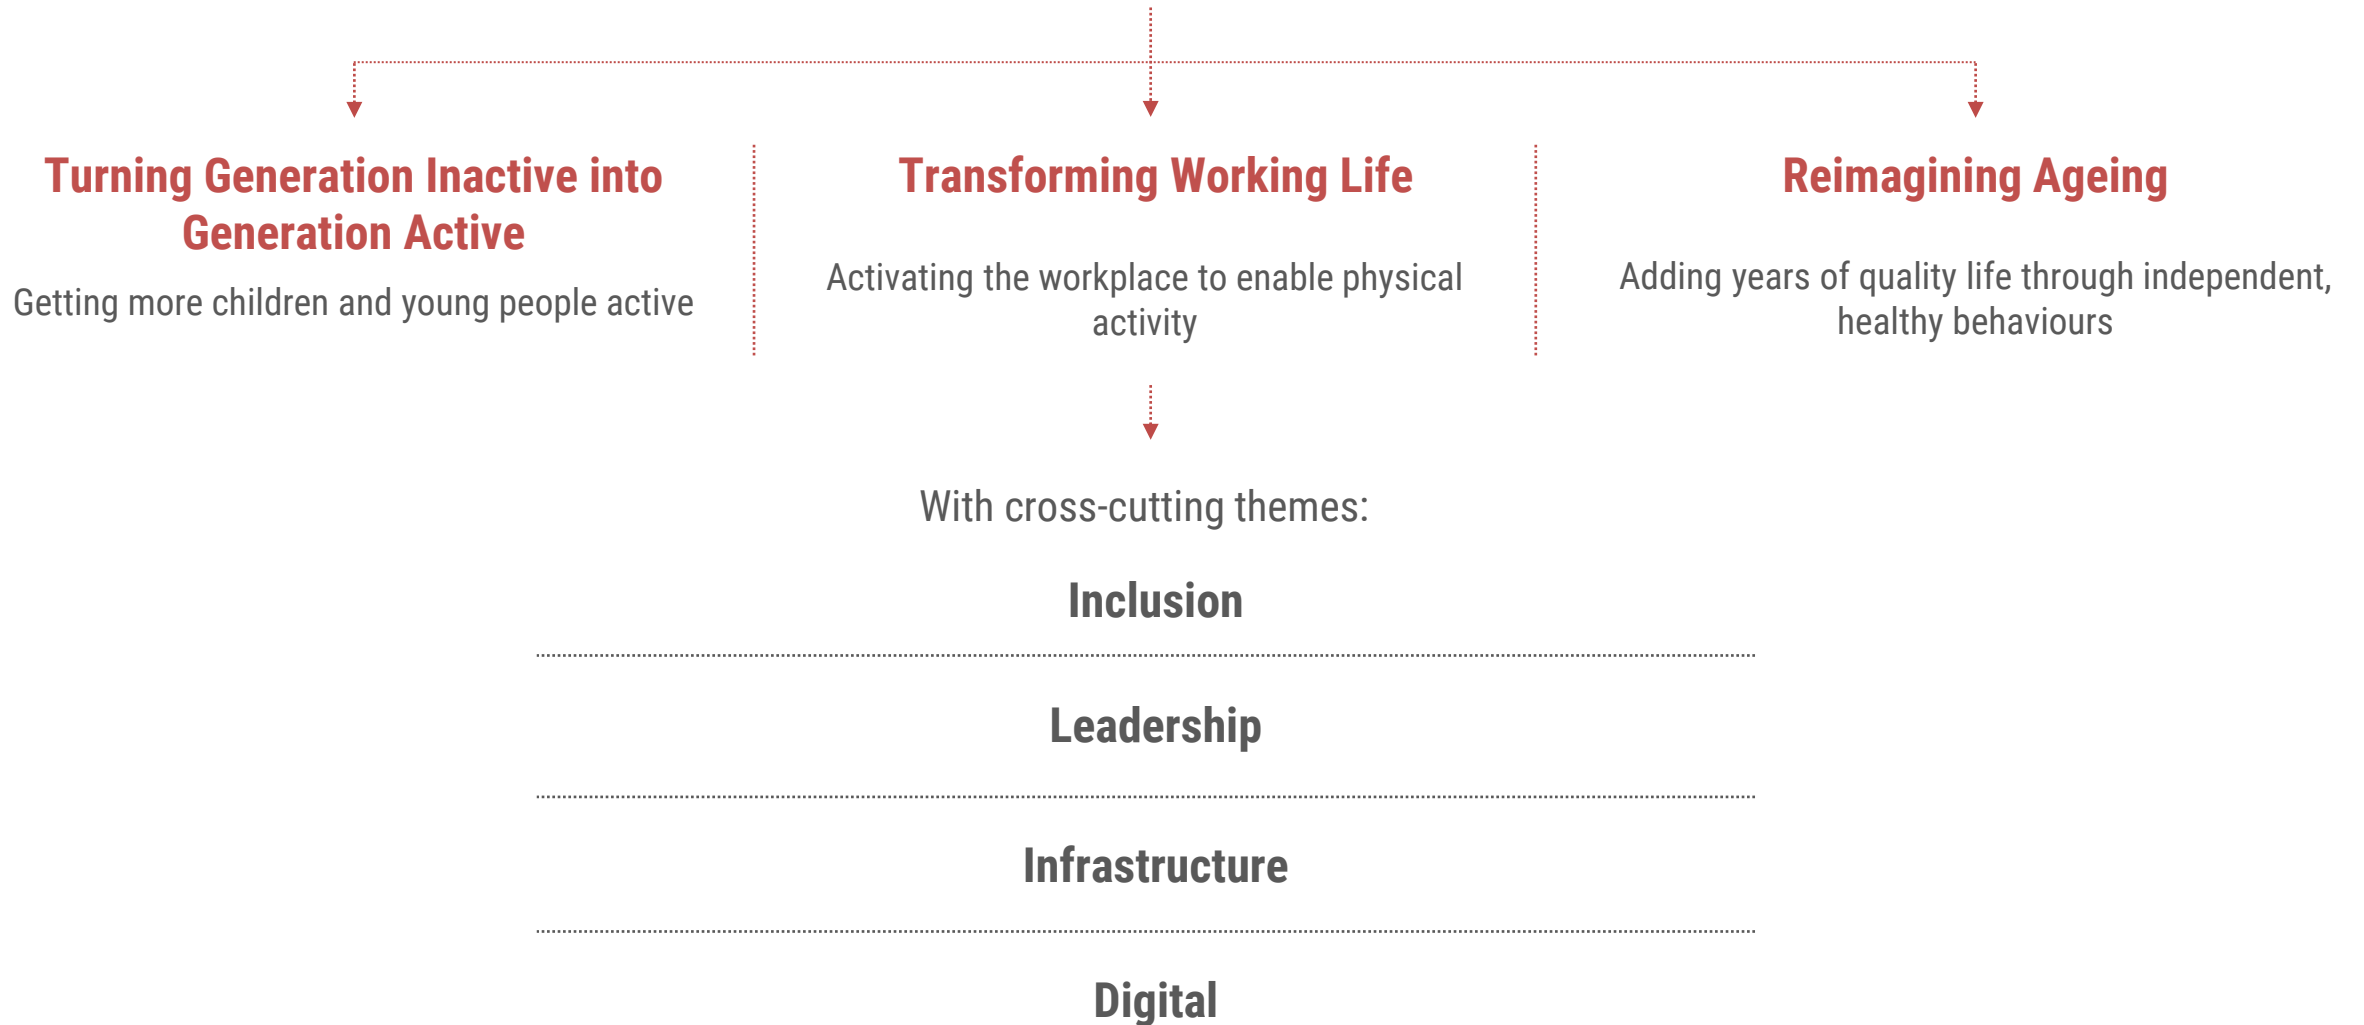 Turning Generation Inactive into
Generation Active
Getting more children and young people active
Transforming Working Life
Activating the workplace to enable physical
activity
Reimagining Ageing
Adding years of quality life through independent,
healthy behaviours
With cross-cutting themes:
Inclusion
Leadership
Infrastructure
Digital